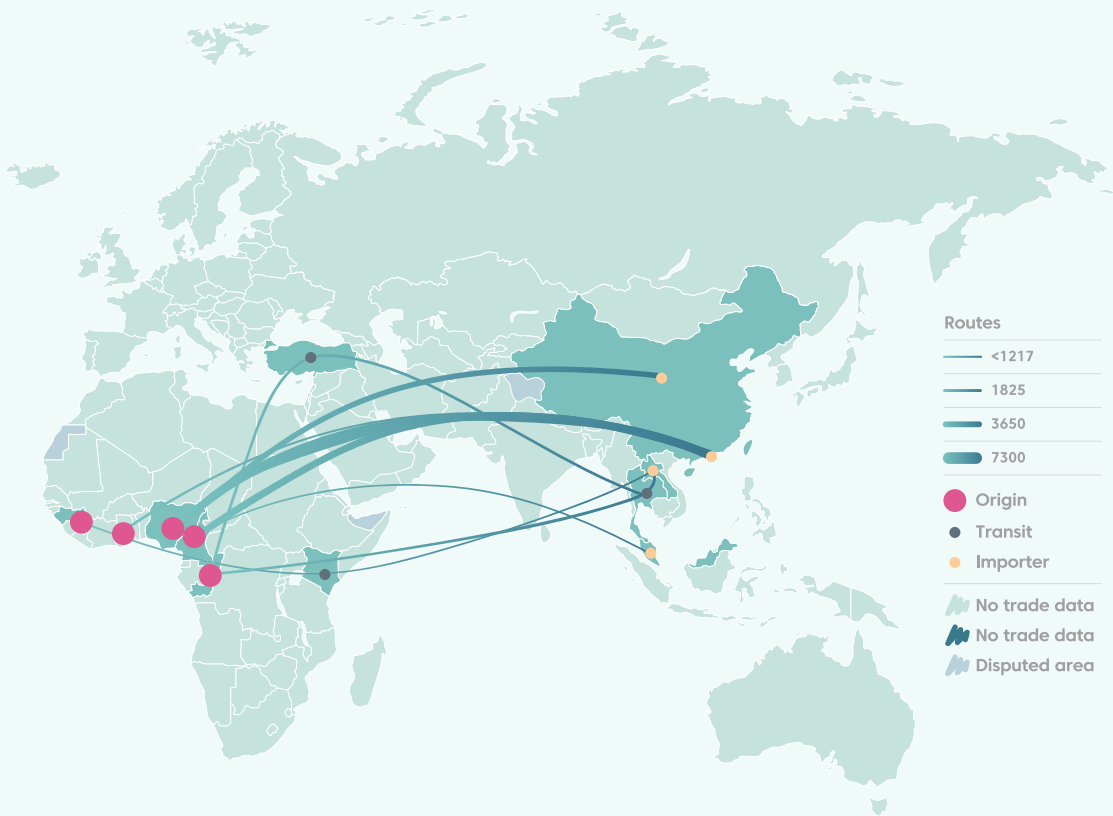 Routes
<1217
1825
3650
7300
Origin
Transit
Importer
No trade data
No trade data
Disputed area